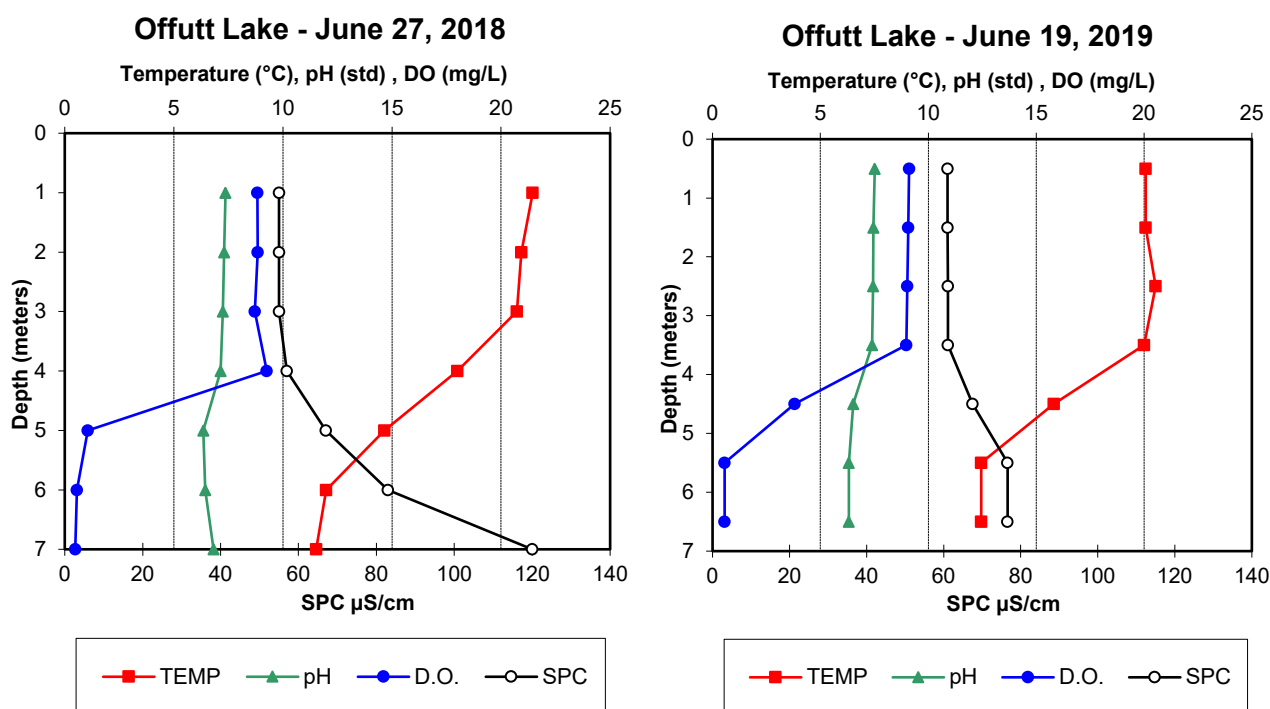 Offutt Lake - June 27, 2018
Temperature (°C), pH (std) , DO (mg/L)
0 5 10 15 20 25
0
1
2
3
4
5
6
7
Depth (meters)
0 20 40 60 80 100 120 140
SPC µS/cm
TEMP pH D.O. SPC
Offutt Lake - June 19, 2019
Temperature (°C), pH (std) , DO (mg/L)
0 5 10 15 20 25
0
1
2
3
4
5
6
7
Depth (meters)
0 20 40 60 80 100 120 140
SPC µS/cm
TEMP pH D.O. SPC